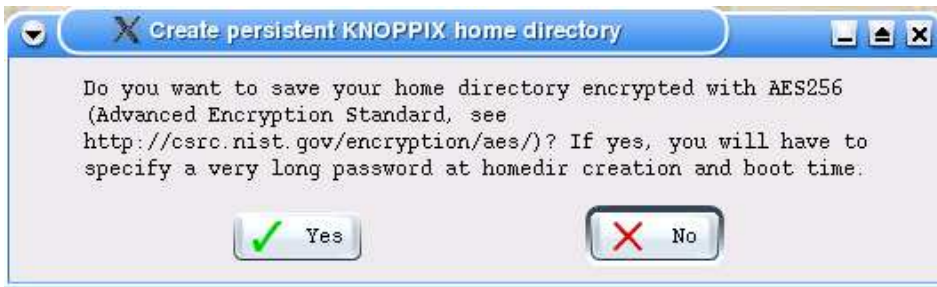 Create persistent KNOPPIX home directory
Do you want to save your home directory encrypted with AES256
(Advanced Encryption Standard, see
http://csrc.nist.gov/encryption/aes/)? If yes, you will have to
specify a very long password at homedir creation and boot time.
Yes No